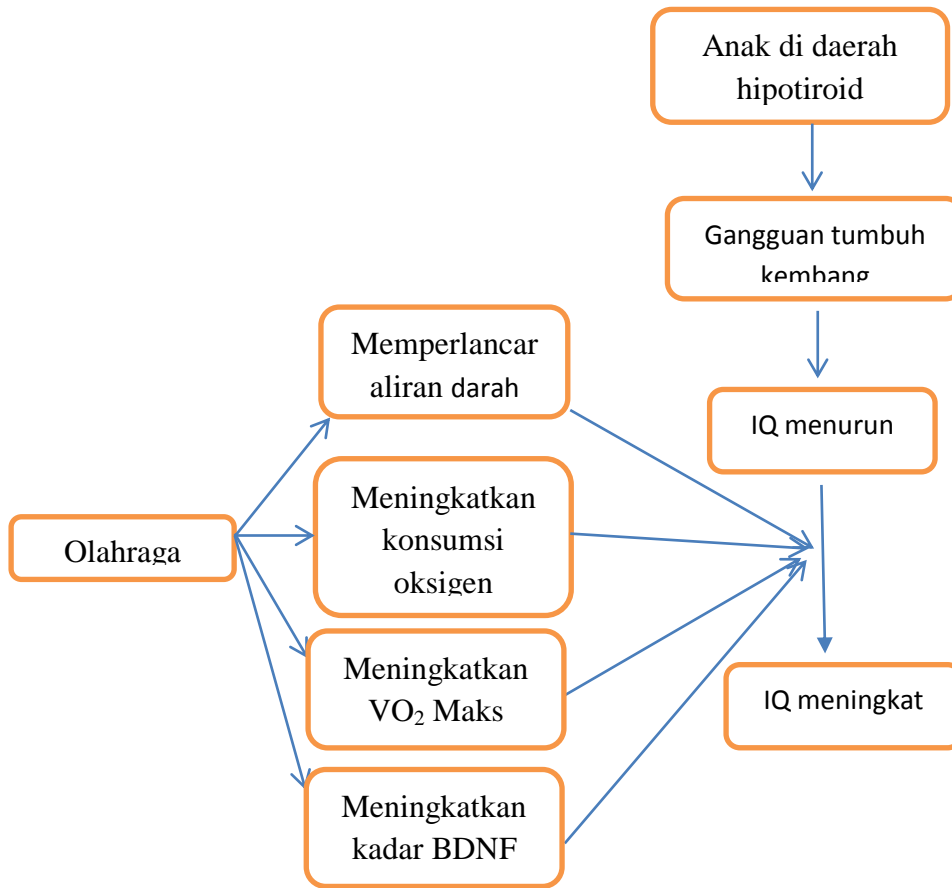 Anak di daerah
hipotiroid
Gangguan tumbuh
kembang
Memperlancar
aliran darah
IQ menurun
Meningkatkan
konsumsi
oksigen
Olahraga
Meningkatkan
VO₂ Maks
IQ meningkat
Meningkatkan
kadar BDNF